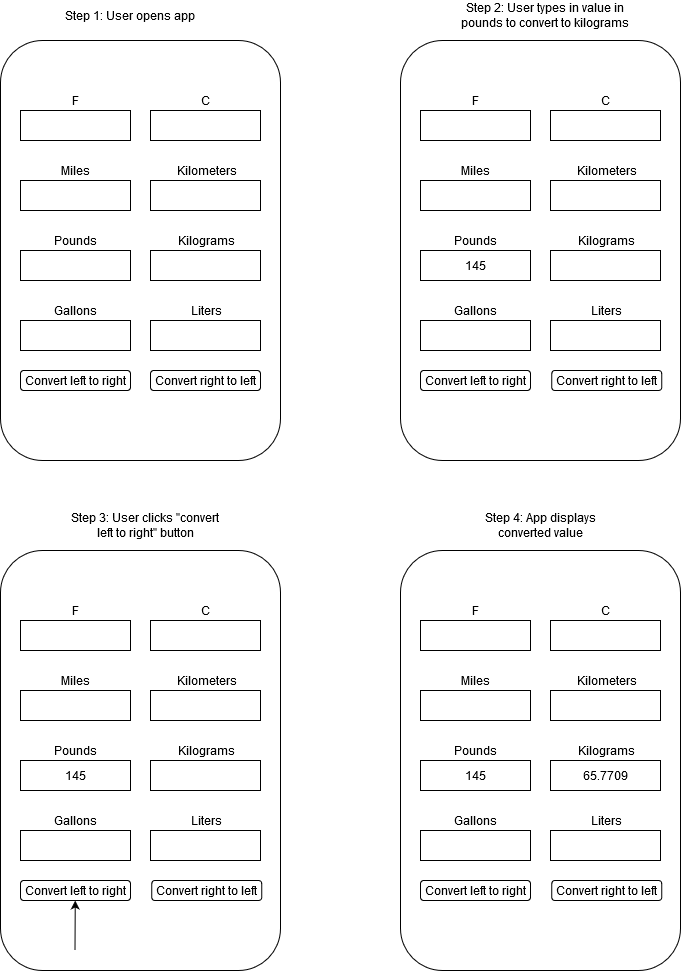 Step 1: User opens app
F C
Miles Kilometers
Pounds Kilograms
Gallons Liters
Convert left to right Convert right to left
Step 2: User types in value in
pounds to convert to kilograms
F C
Miles Kilometers
Pounds Kilograms
145
Gallons Liters
Convert left to right Convert right to left
Step 3: User clicks "convert
left to right" button
F C
Miles Kilometers
Pounds Kilograms
145
Gallons Liters
Convert left to right Convert right to left
Step 4: App displays
converted value
F C
Miles Kilometers
Pounds Kilograms
145 65.7709
Gallons Liters
Convert left to right Convert right to left